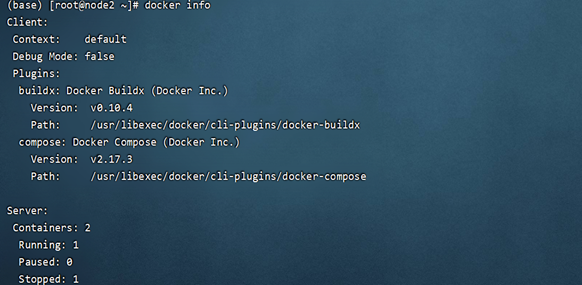 (base) [root@node2 ~]# docker info
Client:
Context: default
Debug Mode: false
Plugins:
buildx: Docker Buildx (Docker Inc.)
Version: v0.10.4
Path: /usr/libexec/docker/cli-plugins/docker-buildx
compose: Docker Compose (Docker Inc.)
Version: v2.17.3
Path: /usr/libexec/docker/cli-plugins/docker-compose
Server:
Containers: 2
Running: 1
Paused: 0
Stopped: 1